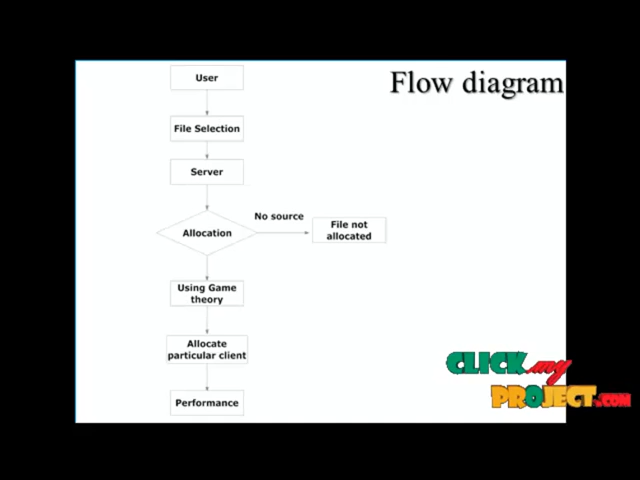 Flow diagram
User
File Selection
Server
Allocation
No source
File not
allocated
Using Game
theory
Allocate
particular client
Performance
CLICK my
PROJECT.COM